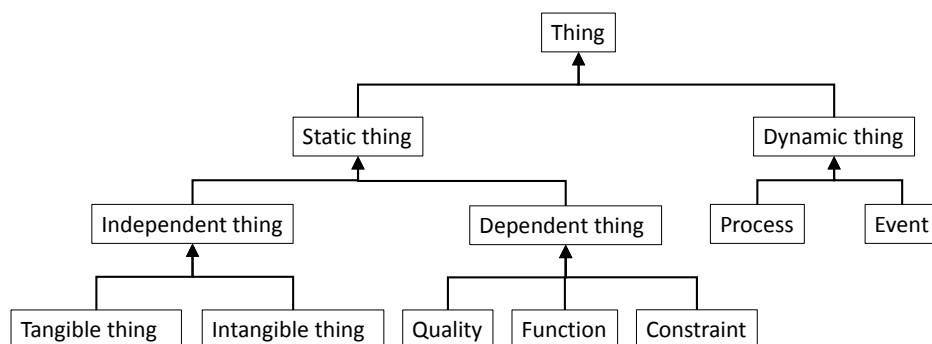 Thing
Static thing
Dynamic thing
Independent thing
Dependent thing
Process
Event
Tangible thing
Intangible thing
Quality
Function
Constraint